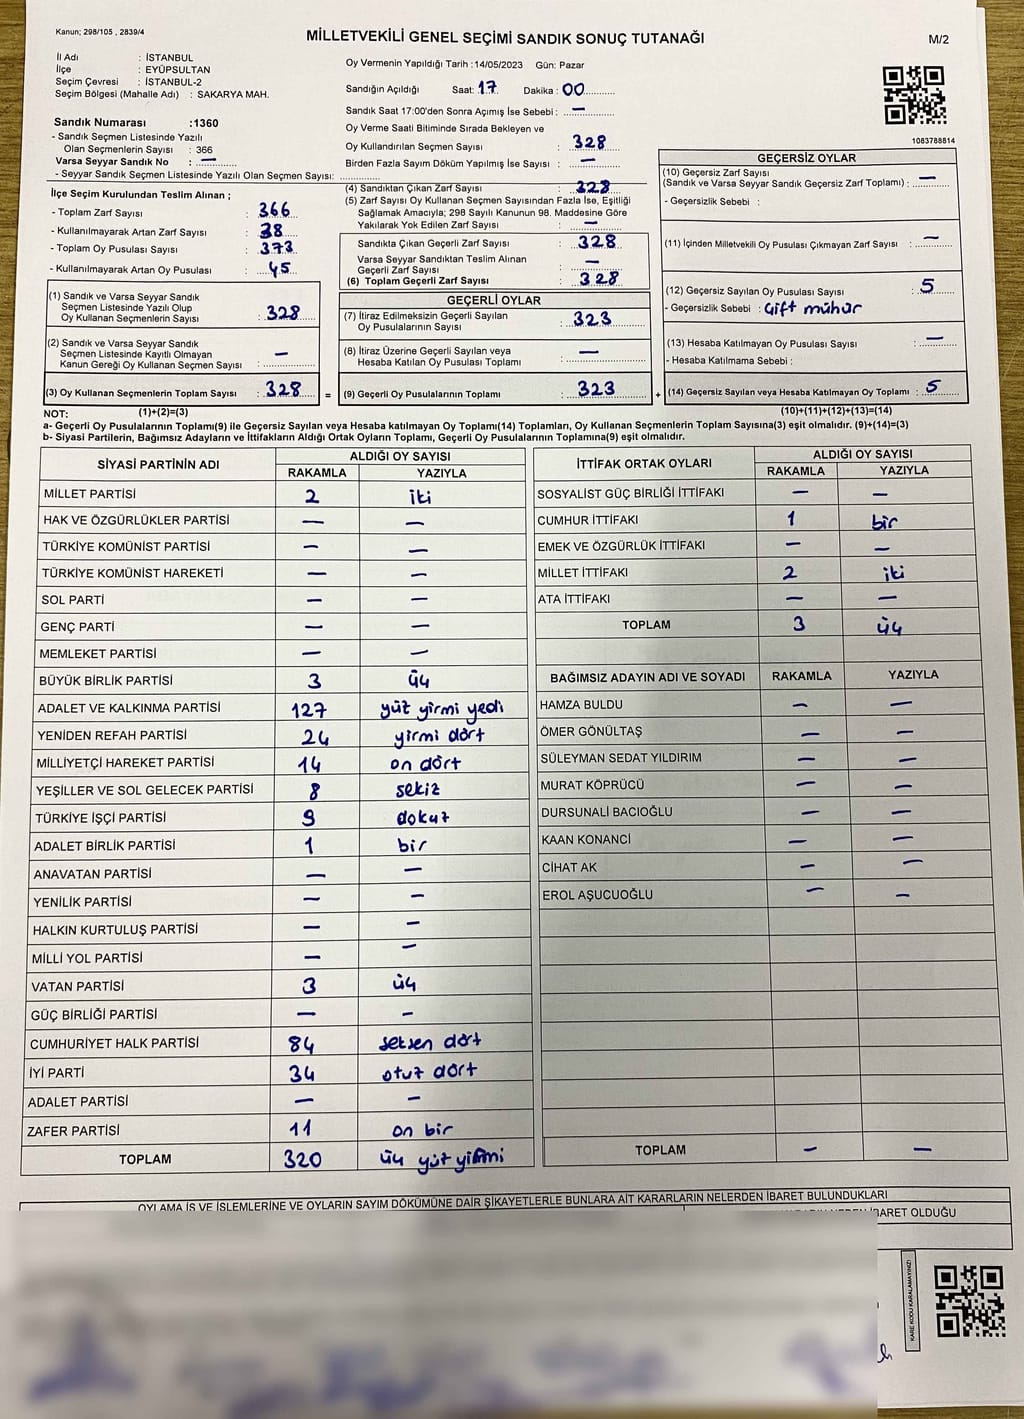 Kanun; 298/105 , 2839/4
MİLLETVEKİLİ GENEL SEÇİMİ SANDIK SONUÇ TUTANAĞI
M/2
İl Adı : İSTANBUL
İlçe : EYÜPSULTAN
Seçim Çevresi : İSTANBUL-2
Seçim Bölgesi (Mahalle Adı) : SAKARYA MAH.
Sandık Numarası :1360
- Sandık Seçmen Listesinde Yazılı
Olan Seçmenlerin Sayısı : 366
Varsa Seyyar Sandık No : —
- Seyyar Sandık Seçmen Listesinde Yazılı Olan Seçmen Sayısı:
Oy Vermenin Yapıldığı Tarih :14/05/2023 Gün: Pazar
Sandığın Açıldığı Saat: 17 Dakika : 00
Sandık Saat 17:00'den Sonra Açımış İse Sebebi : —
Oy Verme Saati Bitiminde Sırada Bekleyen ve
Oy Kullandırılan Seçmen Sayısı : 328
Birden Fazla Sayım Döküm Yapılmış İse Sayısı : —
1083788814
İlçe Seçim Kurulundan Teslim Alınan ;
- Toplam Zarf Sayısı : 366
- Kullanılmayarak Artan Zarf Sayısı : 38
- Toplam Oy Pusulası Sayısı : 373
- Kullanılmayarak Artan Oy Pusulası : 45
(1) Sandık ve Varsa Seyyar Sandık
Seçmen Listesinde Yazılı Olup
Oy Kullanan Seçmenlerin Sayısı : 328
(2) Sandık ve Varsa Seyyar Sandık
Seçmen Listesinde Kayıtlı Olmayan
Kanun Gereği Oy Kullanan Seçmen Sayısı : —
(3) Oy Kullanan Seçmenlerin Toplam Sayısı : 328 =
(4) Sandıktan Çıkan Zarf Sayısı : 328
(5) Zarf Sayısı Oy Kullanan Seçmen Sayısından Fazla İse, Eşitliği
Sağlamak Amacıyla; 298 Sayılı Kanunun 98. Maddesine Göre
Yakılarak Yok Edilen Zarf Sayısı : —
Sandıkta Çıkan Geçerli Zarf Sayısı : 328
Varsa Seyyar Sandıktan Teslim Alınan
Geçerli Zarf Sayısı : —
(6) Toplam Geçerli Zarf Sayısı : 328
GEÇERLİ OYLAR
(7) İtiraz Edilmeksizin Geçerli Sayılan
Oy Pusulalarının Sayısı : 323
(8) İtiraz Üzerine Geçerli Sayılan veya
Hesaba Katılan Oy Pusulası Toplamı : —
(9) Geçerli Oy Pusulalarının Toplamı : 323 +
GEÇERSİZ OYLAR
(10) Geçersiz Zarf Sayısı
(Sandık ve Varsa Seyyar Sandık Geçersiz Zarf Toplamı) : —
- Geçersizlik Sebebi :
(11) İçinden Milletvekili Oy Pusulası Çıkmayan Zarf Sayısı : —
(12) Geçersiz Sayılan Oy Pusulası Sayısı : 5
- Geçersizlik Sebebi : Çift mühür
(13) Hesaba Katılmayan Oy Pusulası Sayısı : —
- Hesaba Katılmama Sebebi :
(14) Geçersiz Sayılan veya Hesaba Katılmayan Oy Toplamı : 5
NOT: (1)+(2)=(3) (10)+(11)+(12)+(13)=(14)
a- Geçerli Oy Pusulalarının Toplamı(9) ile Geçersiz Sayılan veya Hesaba katılmayan Oy Toplamı(14) Toplamları, Oy Kullanan Seçmenlerin Toplam Sayısına(3) eşit olmalıdır. (9)+(14)=(3)
b- Siyasi Partilerin, Bağımsız Adayların ve İttifakların Aldığı Ortak Oyların Toplamı, Geçerli Oy Pusulalarının Toplamına(9) eşit olmalıdır.
SİYASİ PARTİNİN ADI ALDIĞI OY SAYISI
RAKAMLA YAZIYLA
MİLLET PARTİSİ 2 iki
HAK VE ÖZGÜRLÜKLER PARTİSİ — —
TÜRKİYE KOMÜNİST PARTİSİ — —
TÜRKİYE KOMÜNİST HAREKETİ — —
SOL PARTİ — —
GENÇ PARTİ — —
MEMLEKET PARTİSİ — —
BÜYÜK BİRLİK PARTİSİ 3 üç
ADALET VE KALKINMA PARTİSİ 127 yüz yirmi yedi
YENİDEN REFAH PARTİSİ 24 yirmi dört
MİLLİYETÇİ HAREKET PARTİSİ 14 on dört
YEŞİLLER VE SOL GELECEK PARTİSİ 8 sekiz
TÜRKİYE İŞÇİ PARTİSİ 9 dokuz
ADALET BİRLİK PARTİSİ 1 bir
ANAVATAN PARTİSİ — —
YENİLİK PARTİSİ — —
HALKIN KURTULUŞ PARTİSİ — —
MİLLİ YOL PARTİSİ — —
VATAN PARTİSİ 3 üç
GÜÇ BİRLİĞİ PARTİSİ — —
CUMHURİYET HALK PARTİSİ 84 seksen dört
İYİ PARTİ 34 otuz dört
ADALET PARTİSİ — —
ZAFER PARTİSİ 11 on bir
TOPLAM 320 üç yüz yirmi
İTTİFAK ORTAK OYLARI ALDIĞI OY SAYISI
RAKAMLA YAZIYLA
SOSYALİST GÜÇ BİRLİĞİ İTTİFAKI — —
CUMHUR İTTİFAKI 1 bir
EMEK VE ÖZGÜRLÜK İTTİFAKI — —
MİLLET İTTİFAKI 2 iki
ATA İTTİFAKI — —
TOPLAM 3 üç
BAĞIMSIZ ADAYIN ADI VE SOYADI RAKAMLA YAZIYLA
HAMZA BULDU — —
ÖMER GÖNÜLTAŞ — —
SÜLEYMAN SEDAT YILDIRIM — —
MURAT KÖPRÜCÜ — —
DURSUNALİ BACIOĞLU — —
KAAN KONANCİ — —
CİHAT AK — —
EROL AŞUCUOĞLU — —
TOPLAM — —
OYLAMA İŞ VE İŞLEMLERİNE VE OYLARIN SAYIM DÖKÜMÜNE DAİR ŞİKAYETLERLE BUNLARA AİT KARARLARIN NELERDEN İBARET BULUNDUKLARI
İBARET OLDUĞU
KARE KODU KARALAMAYINIZ!